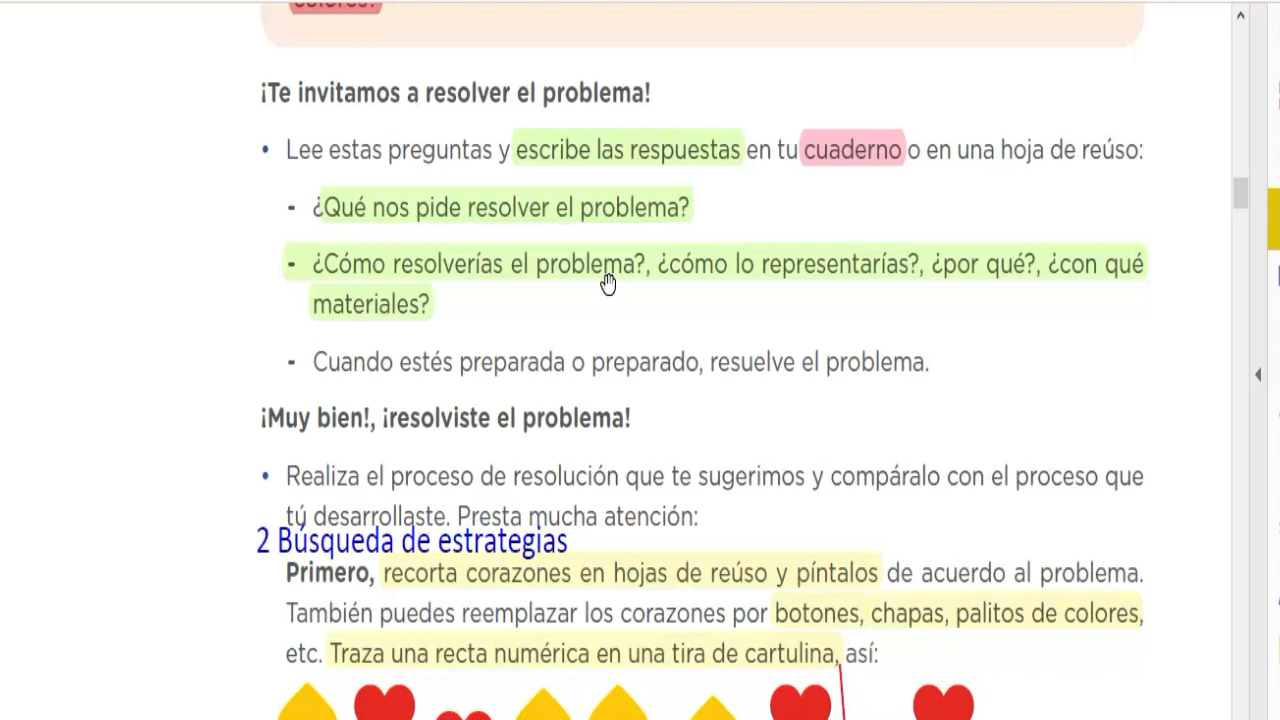 colores?
¡Te invitamos a resolver el problema!
• Lee estas preguntas y escribe las respuestas en tu cuaderno o en una hoja de reúso:
- ¿Qué nos pide resolver el problema?
- ¿Cómo resolverías el problema?, ¿cómo lo representarías?, ¿por qué?, ¿con qué
materiales?
- Cuando estés preparada o preparado, resuelve el problema.
¡Muy bien!, ¡resolviste el problema!
• Realiza el proceso de resolución que te sugerimos y compáralo con el proceso que
tú desarrollaste. Presta mucha atención:
2 Búsqueda de estrategias
Primero, recorta corazones en hojas de reúso y píntalos de acuerdo al problema.
También puedes reemplazar los corazones por botones, chapas, palitos de colores,
etc. Traza una recta numérica en una tira de cartulina, así: